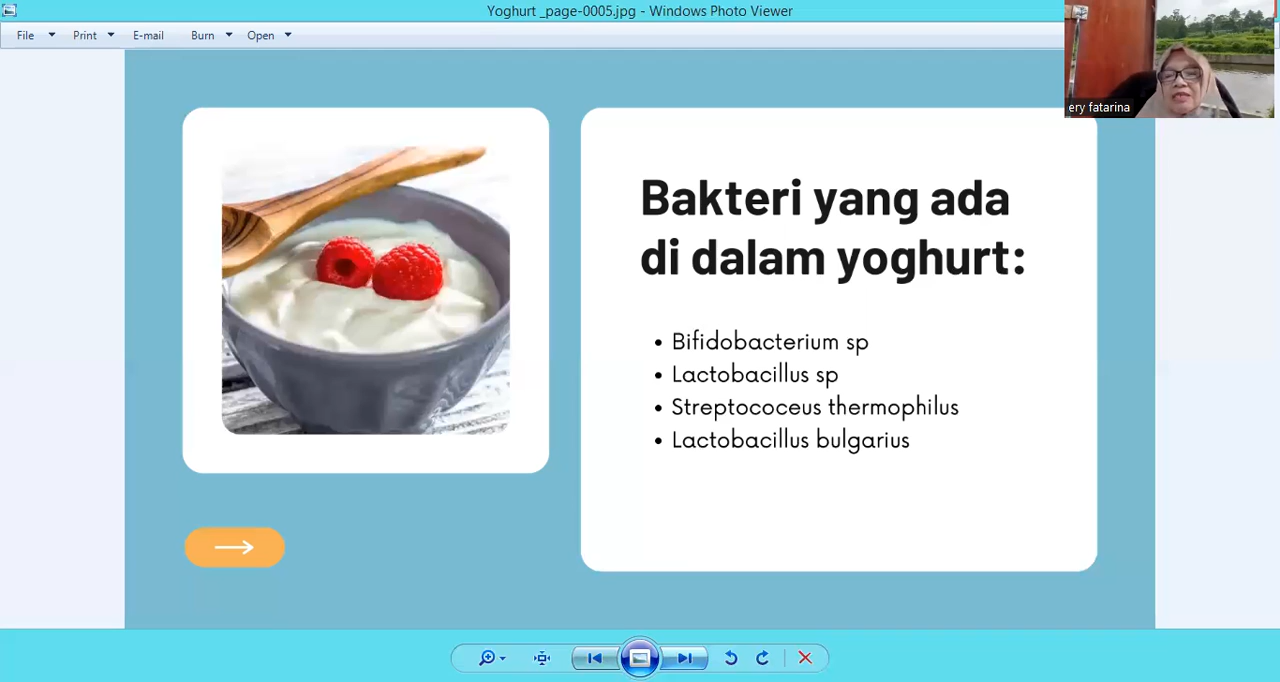 Yoghurt _page-0005.jpg - Windows Photo Viewer
File Print E-mail Burn Open
ery fatarina
Bakteri yang ada
di dalam yoghurt:
• Bifidobacterium sp
• Lactobacillus sp
• Streptococeus thermophilus
• Lactobacillus bulgarius